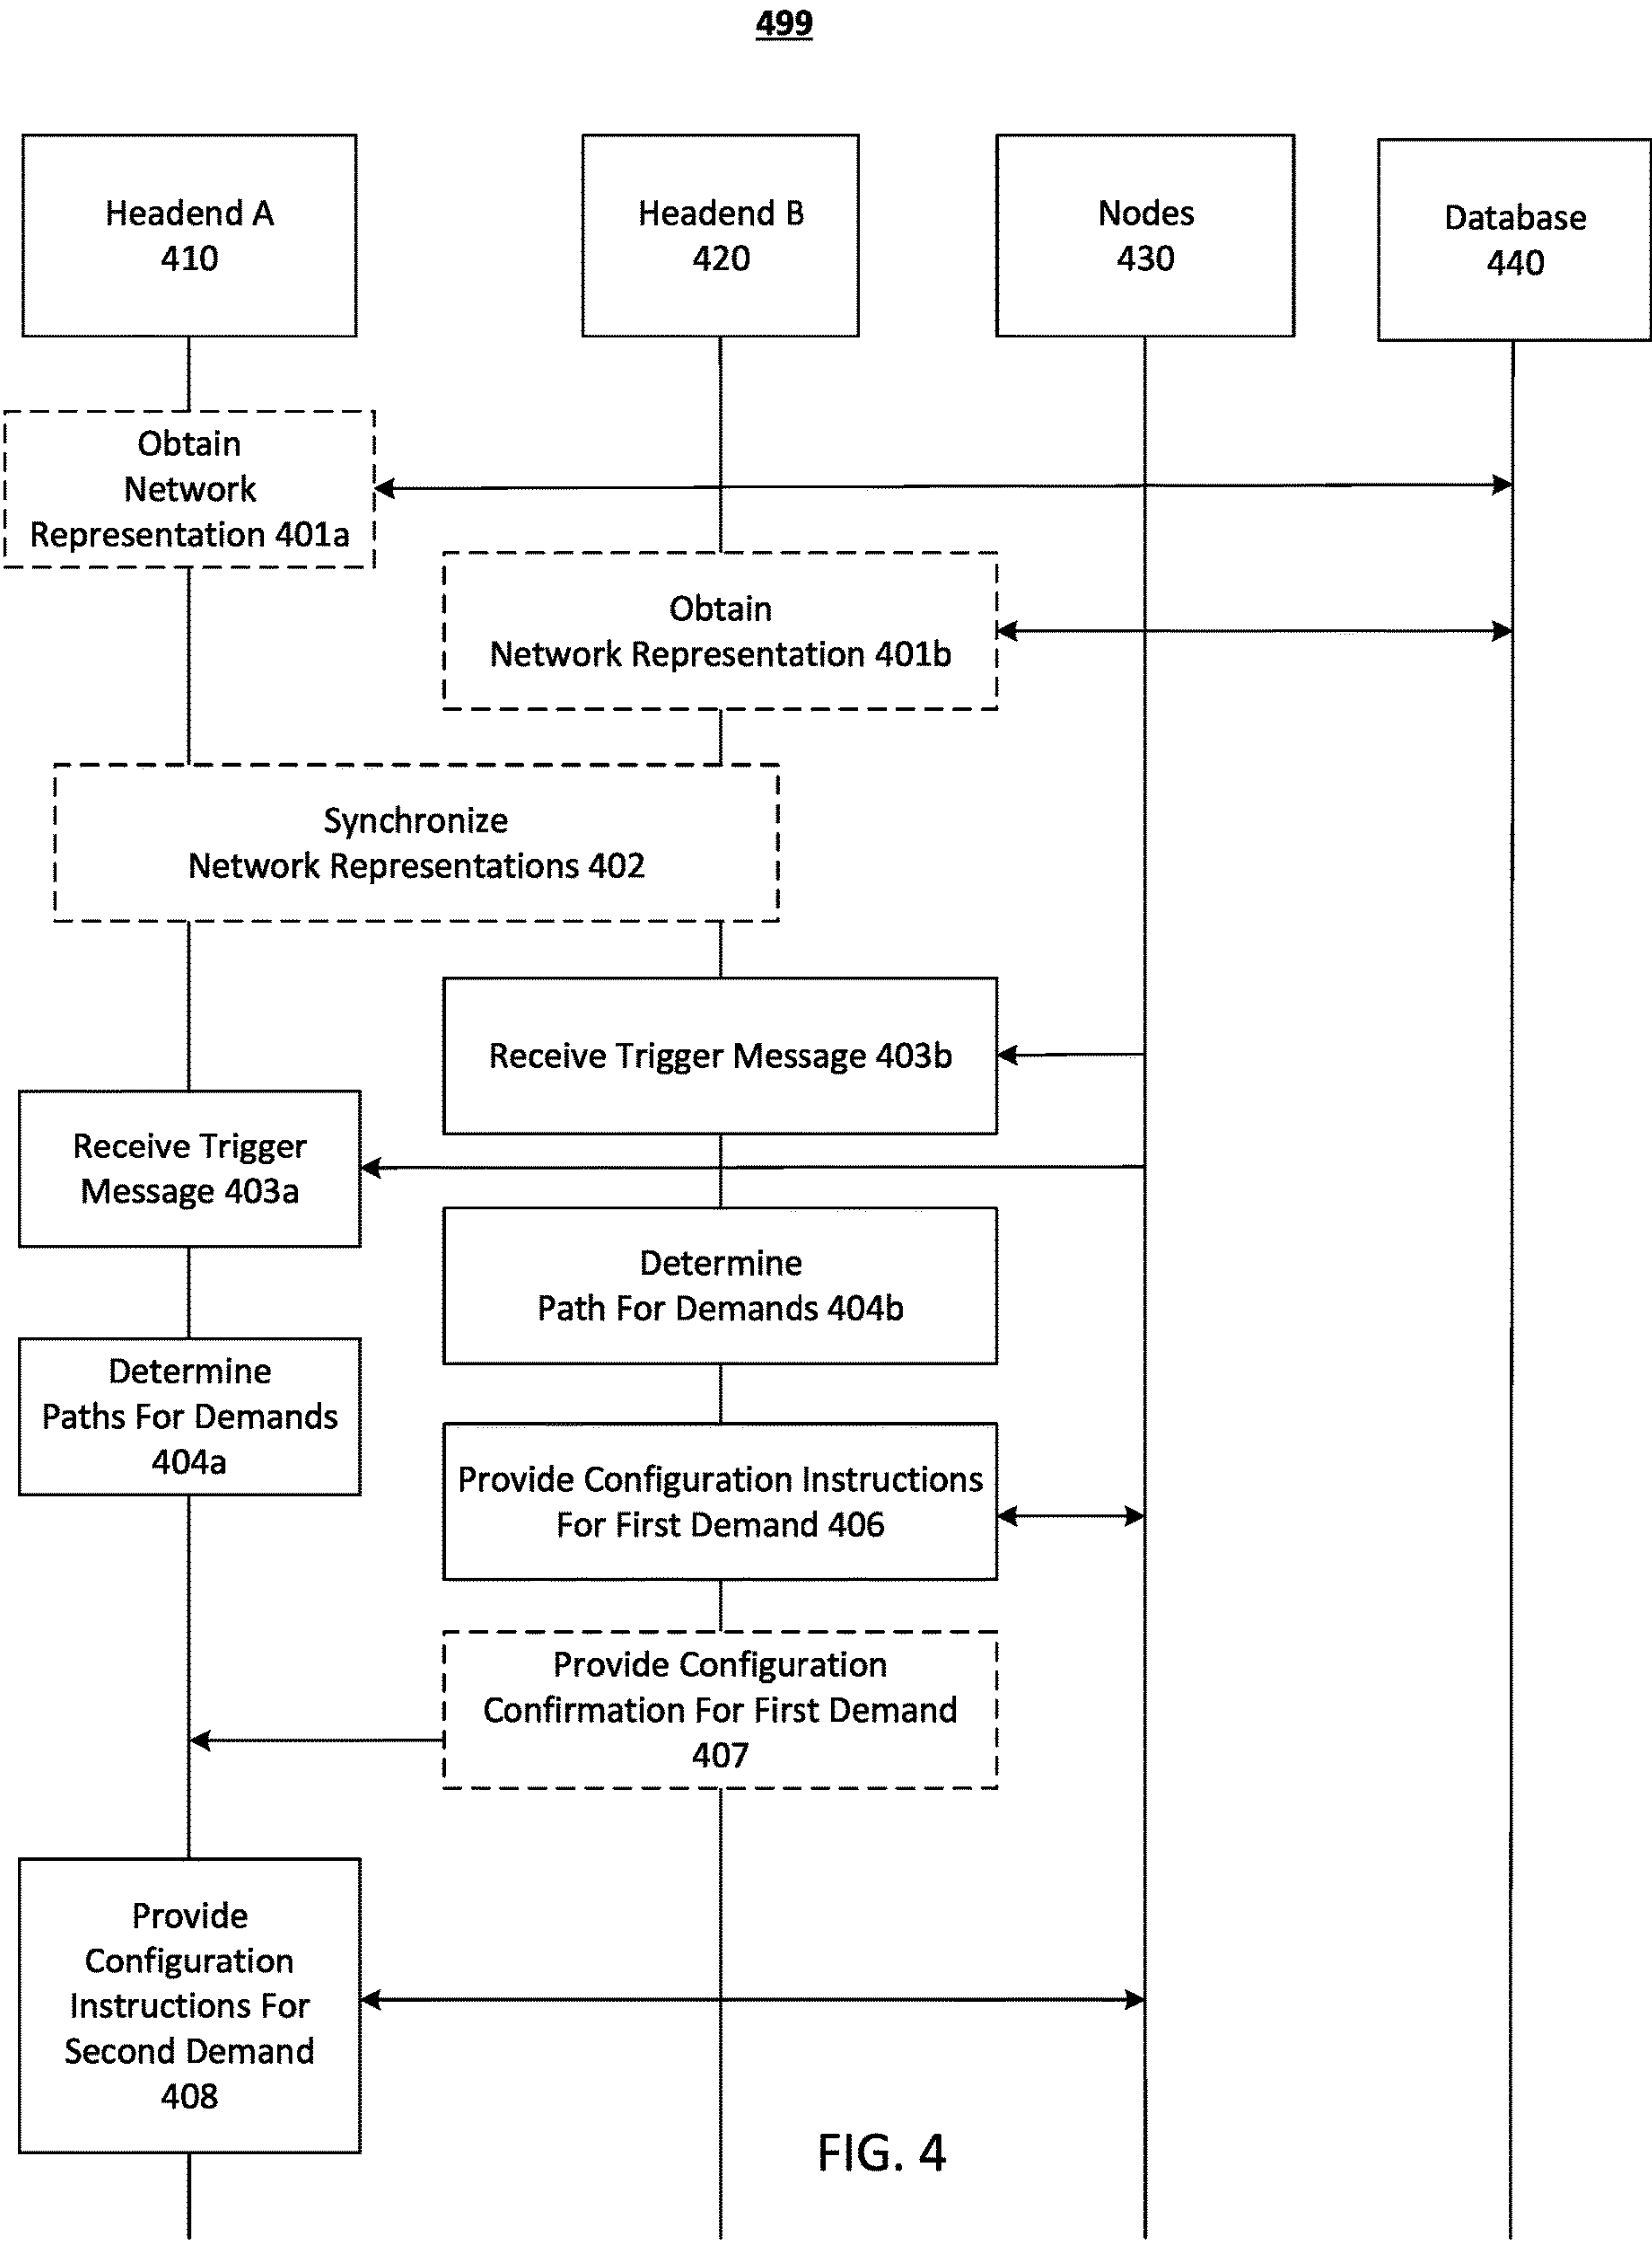 499
Headend A
410
Headend B
420
Nodes
430
Database
440
Obtain
Network
Representation 401a
Obtain
Network Representation 401b
Synchronize
Network Representations 402
Receive Trigger Message 403b
Receive Trigger
Message 403a
Determine
Path For Demands 404b
Determine
Paths For Demands
404a
Provide Configuration Instructions
For First Demand 406
Provide Configuration
Confirmation For First Demand
407
Provide
Configuration
Instructions For
Second Demand
408
FIG. 4